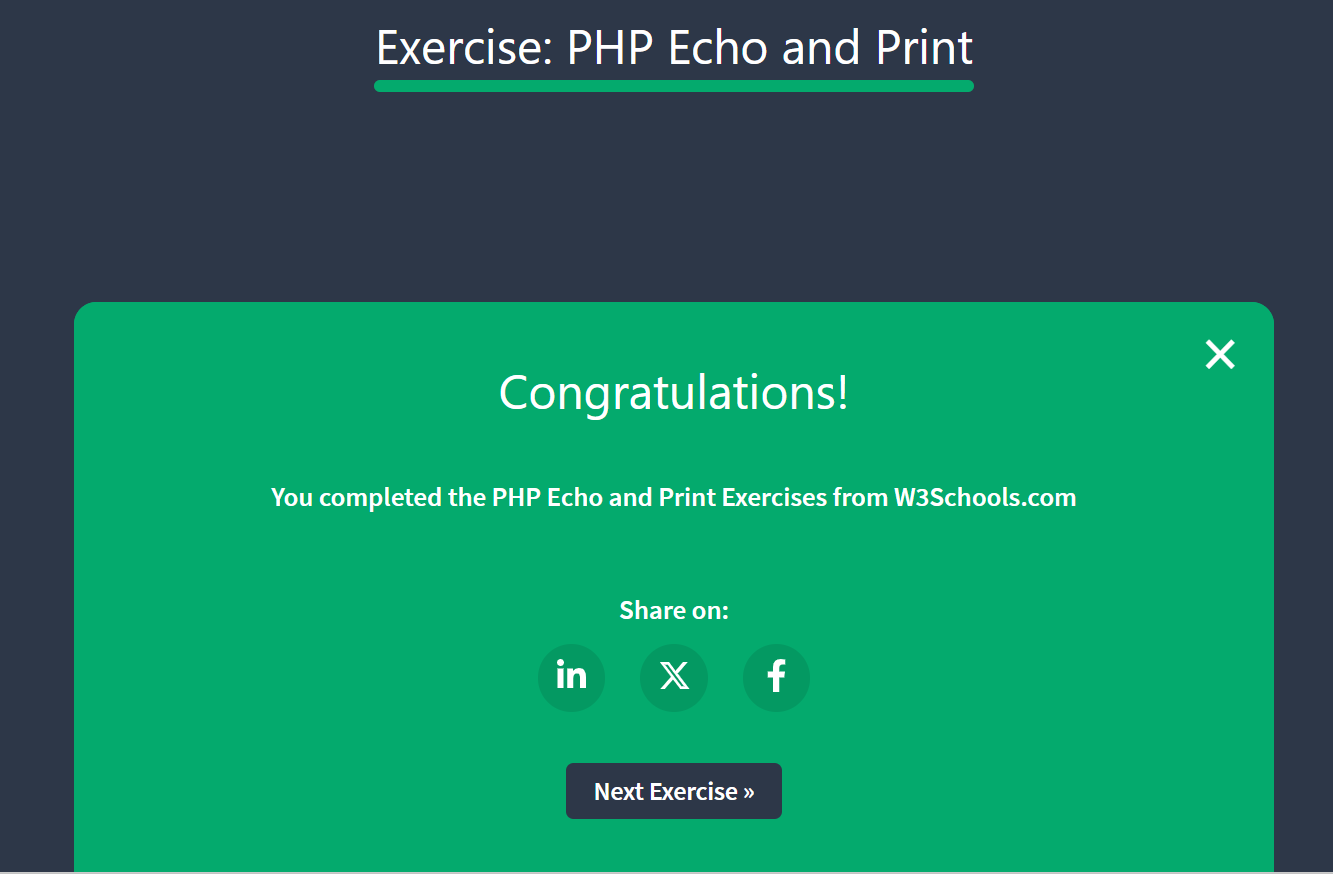 Exercise: PHP Echo and Print
Congratulations!
You completed the PHP Echo and Print Exercises from W3Schools.com
Share on:
in X f
Next Exercise »